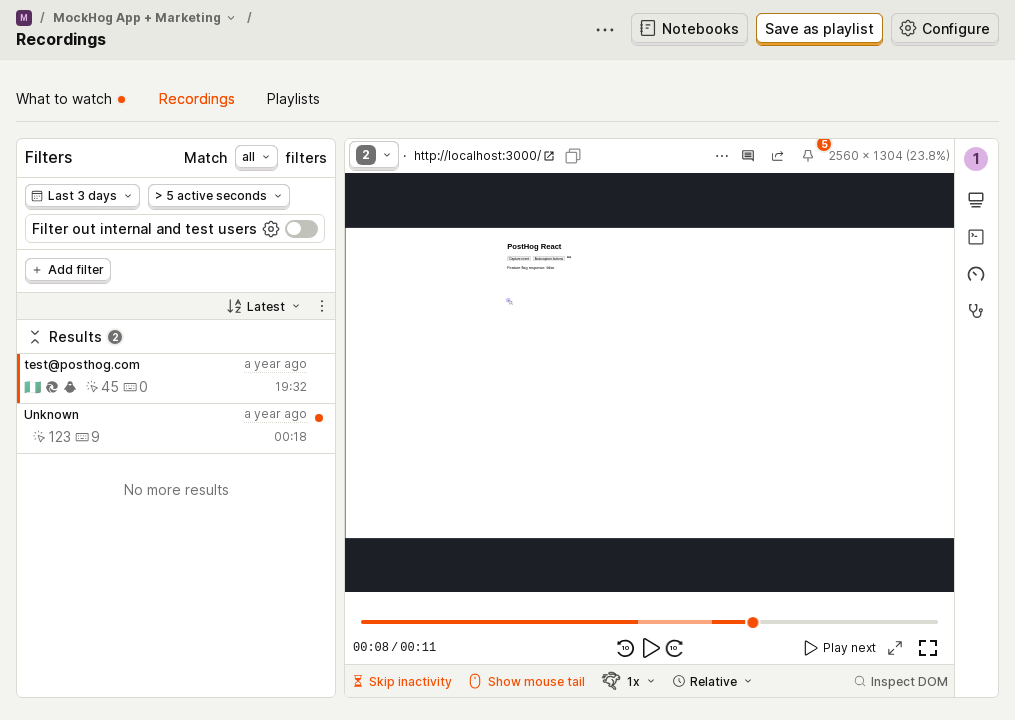 M / MockHog App + Marketing /
Recordings
Notebooks
Save as playlist
Configure
What to watch
Recordings
Playlists
Filters
Match all filters
Last 3 days
> 5 active seconds
Filter out internal and test users
+ Add filter
Latest
Results 2
test@posthog.com a year ago
45 0 19:32
Unknown a year ago
123 9 00:18
No more results
2 · http://localhost:3000/
5
2560 x 1304 (23.8%)
1
PostHog React
Capture event Autocapture buttons
Feature flag response: false
00:08 / 00:11
10
10
Play next
Skip inactivity
Show mouse tail
1x
Relative
Inspect DOM